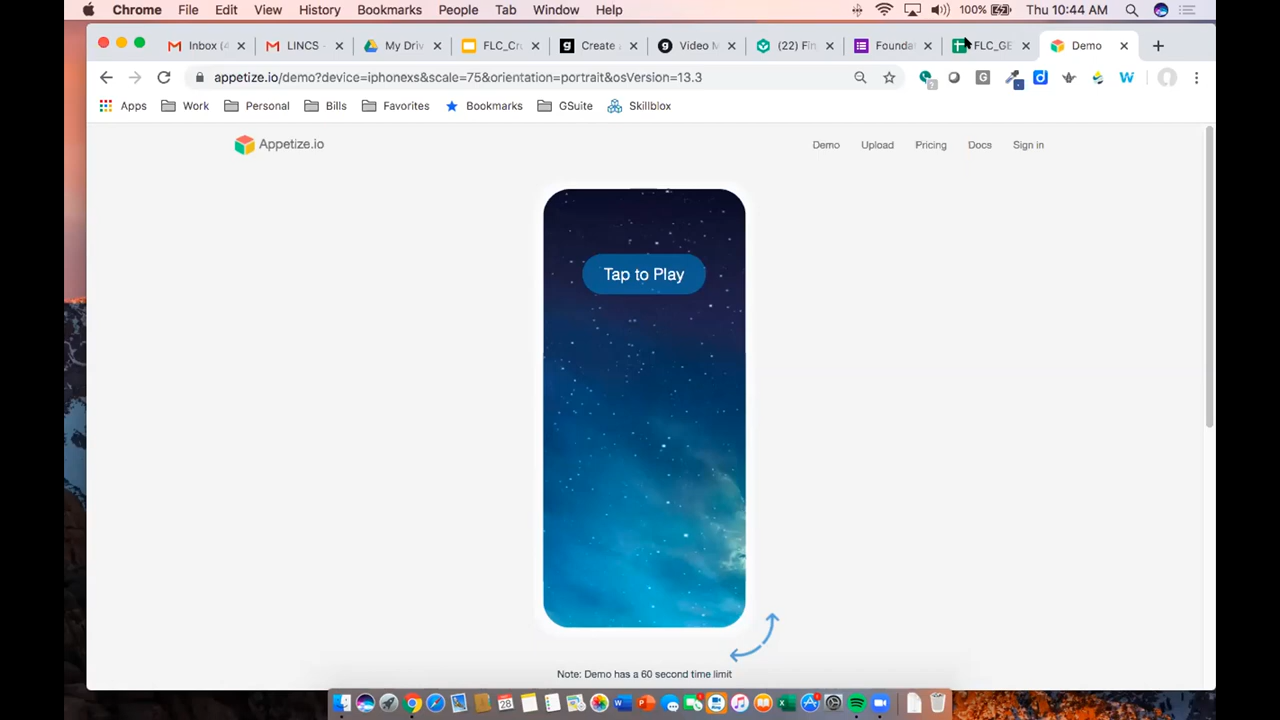 Chrome File Edit View History Bookmarks People Tab Window Help 100% Thu 10:44 AM
Inbox (4 LINCS - My Driv FLC_Cr Create Video M (22) Fin Foundat FLC_GE Demo
appetize.io/demo?device=iphonexs&scale=75&orientation=portrait&osVersion=13.3
Apps Work Personal Bills Favorites Bookmarks GSuite Skillblox
Appetize.io Demo Upload Pricing Docs Sign in
Tap to Play
Note: Demo has a 60 second time limit